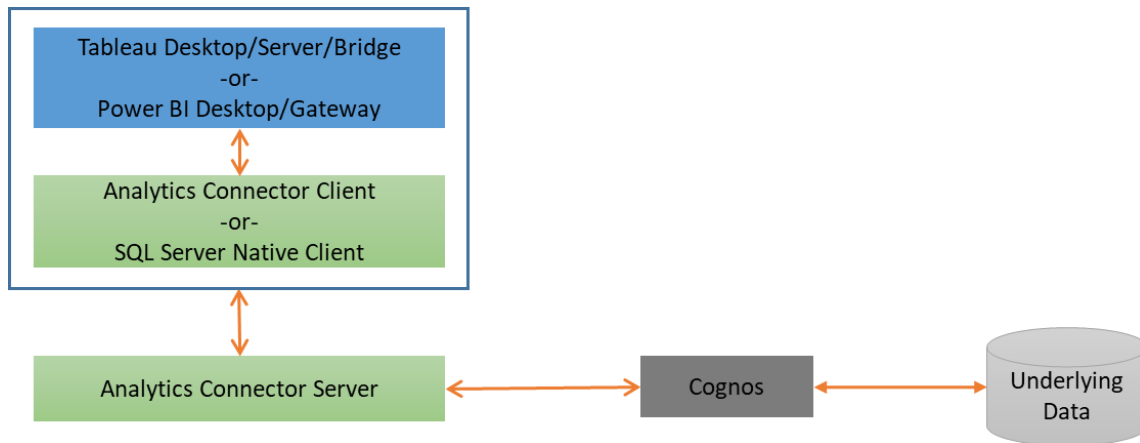 Tableau Desktop/Server/Bridge
-or-
Power BI Desktop/Gateway
Analytics Connector Client
-or-
SQL Server Native Client
Analytics Connector Server
Cognos
Underlying
Data